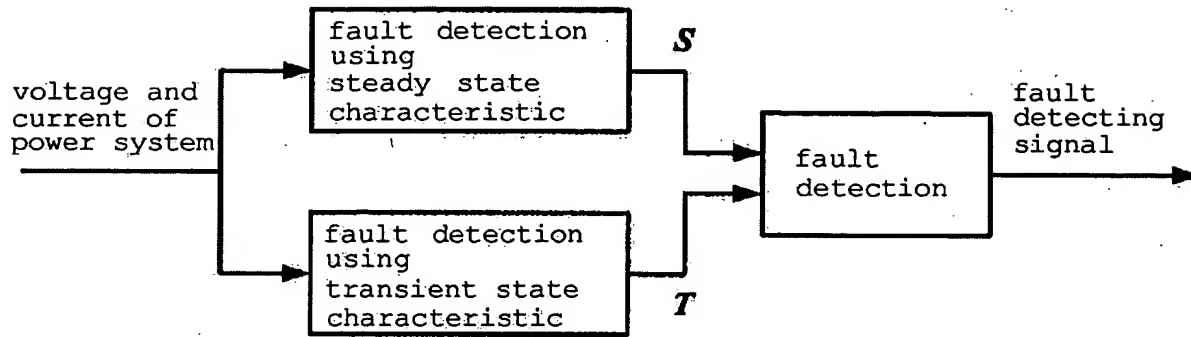 voltage and
current of
power system
fault detection
using
steady state
characteristic
S
fault detection
using
transient state
characteristic
T
fault
detection
fault
detecting
signal